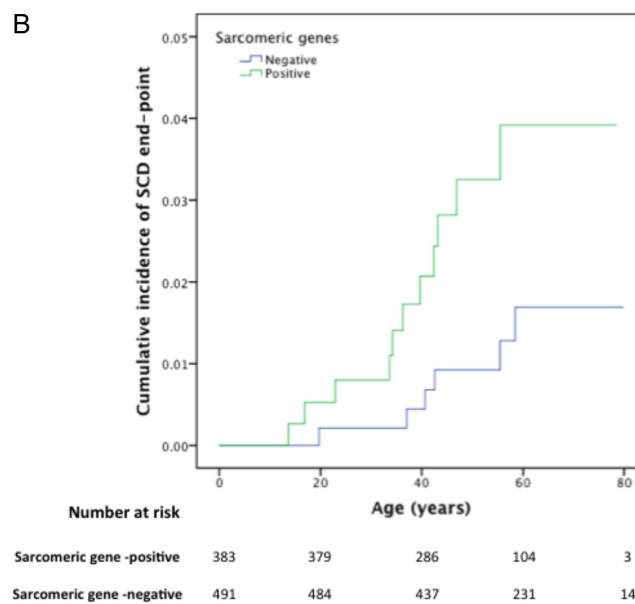 B
Sarcomeric genes
Negative
Positive
Cumulative incidence of SCD end-point
0.05
0.04
0.03
0.02
0.01
0.00
0 20 40 60 80
Age (years)
Number at risk
Sarcomeric gene -positive 383 379 286 104 3
Sarcomeric gene -negative 491 484 437 231 14